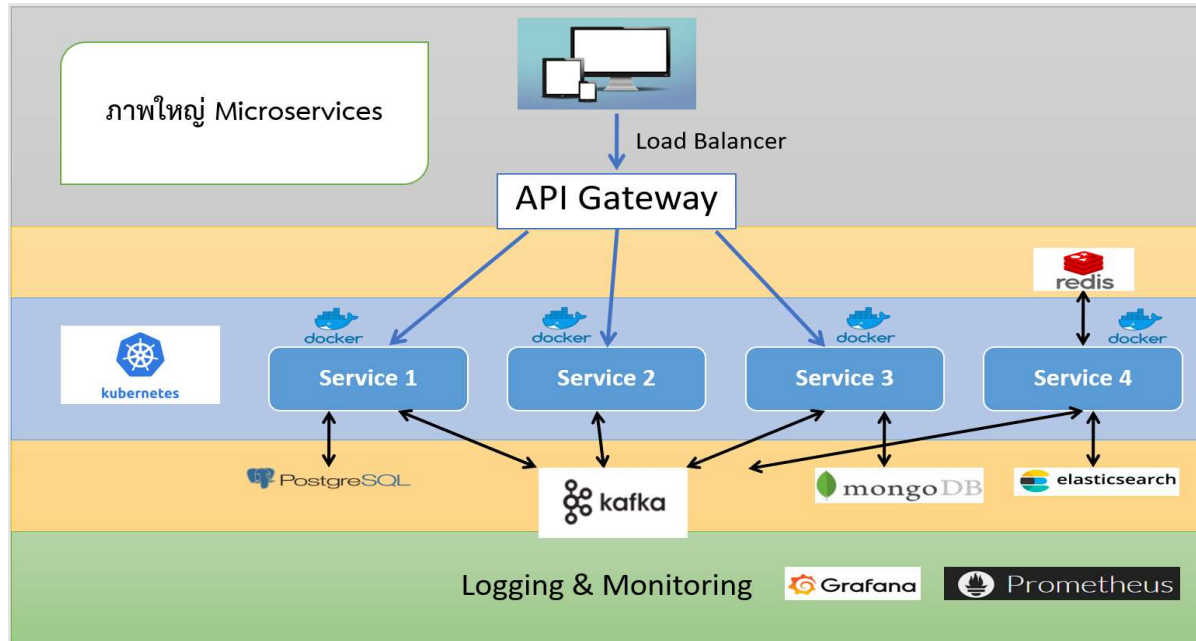 ภาพใหญ่ Microservices
Load Balancer
API Gateway
redis
kubernetes
docker
docker
docker
docker
Service 1
Service 2
Service 3
Service 4
PostgreSQL
kafka
mongoDB
elasticsearch
Logging & Monitoring
Grafana
Prometheus